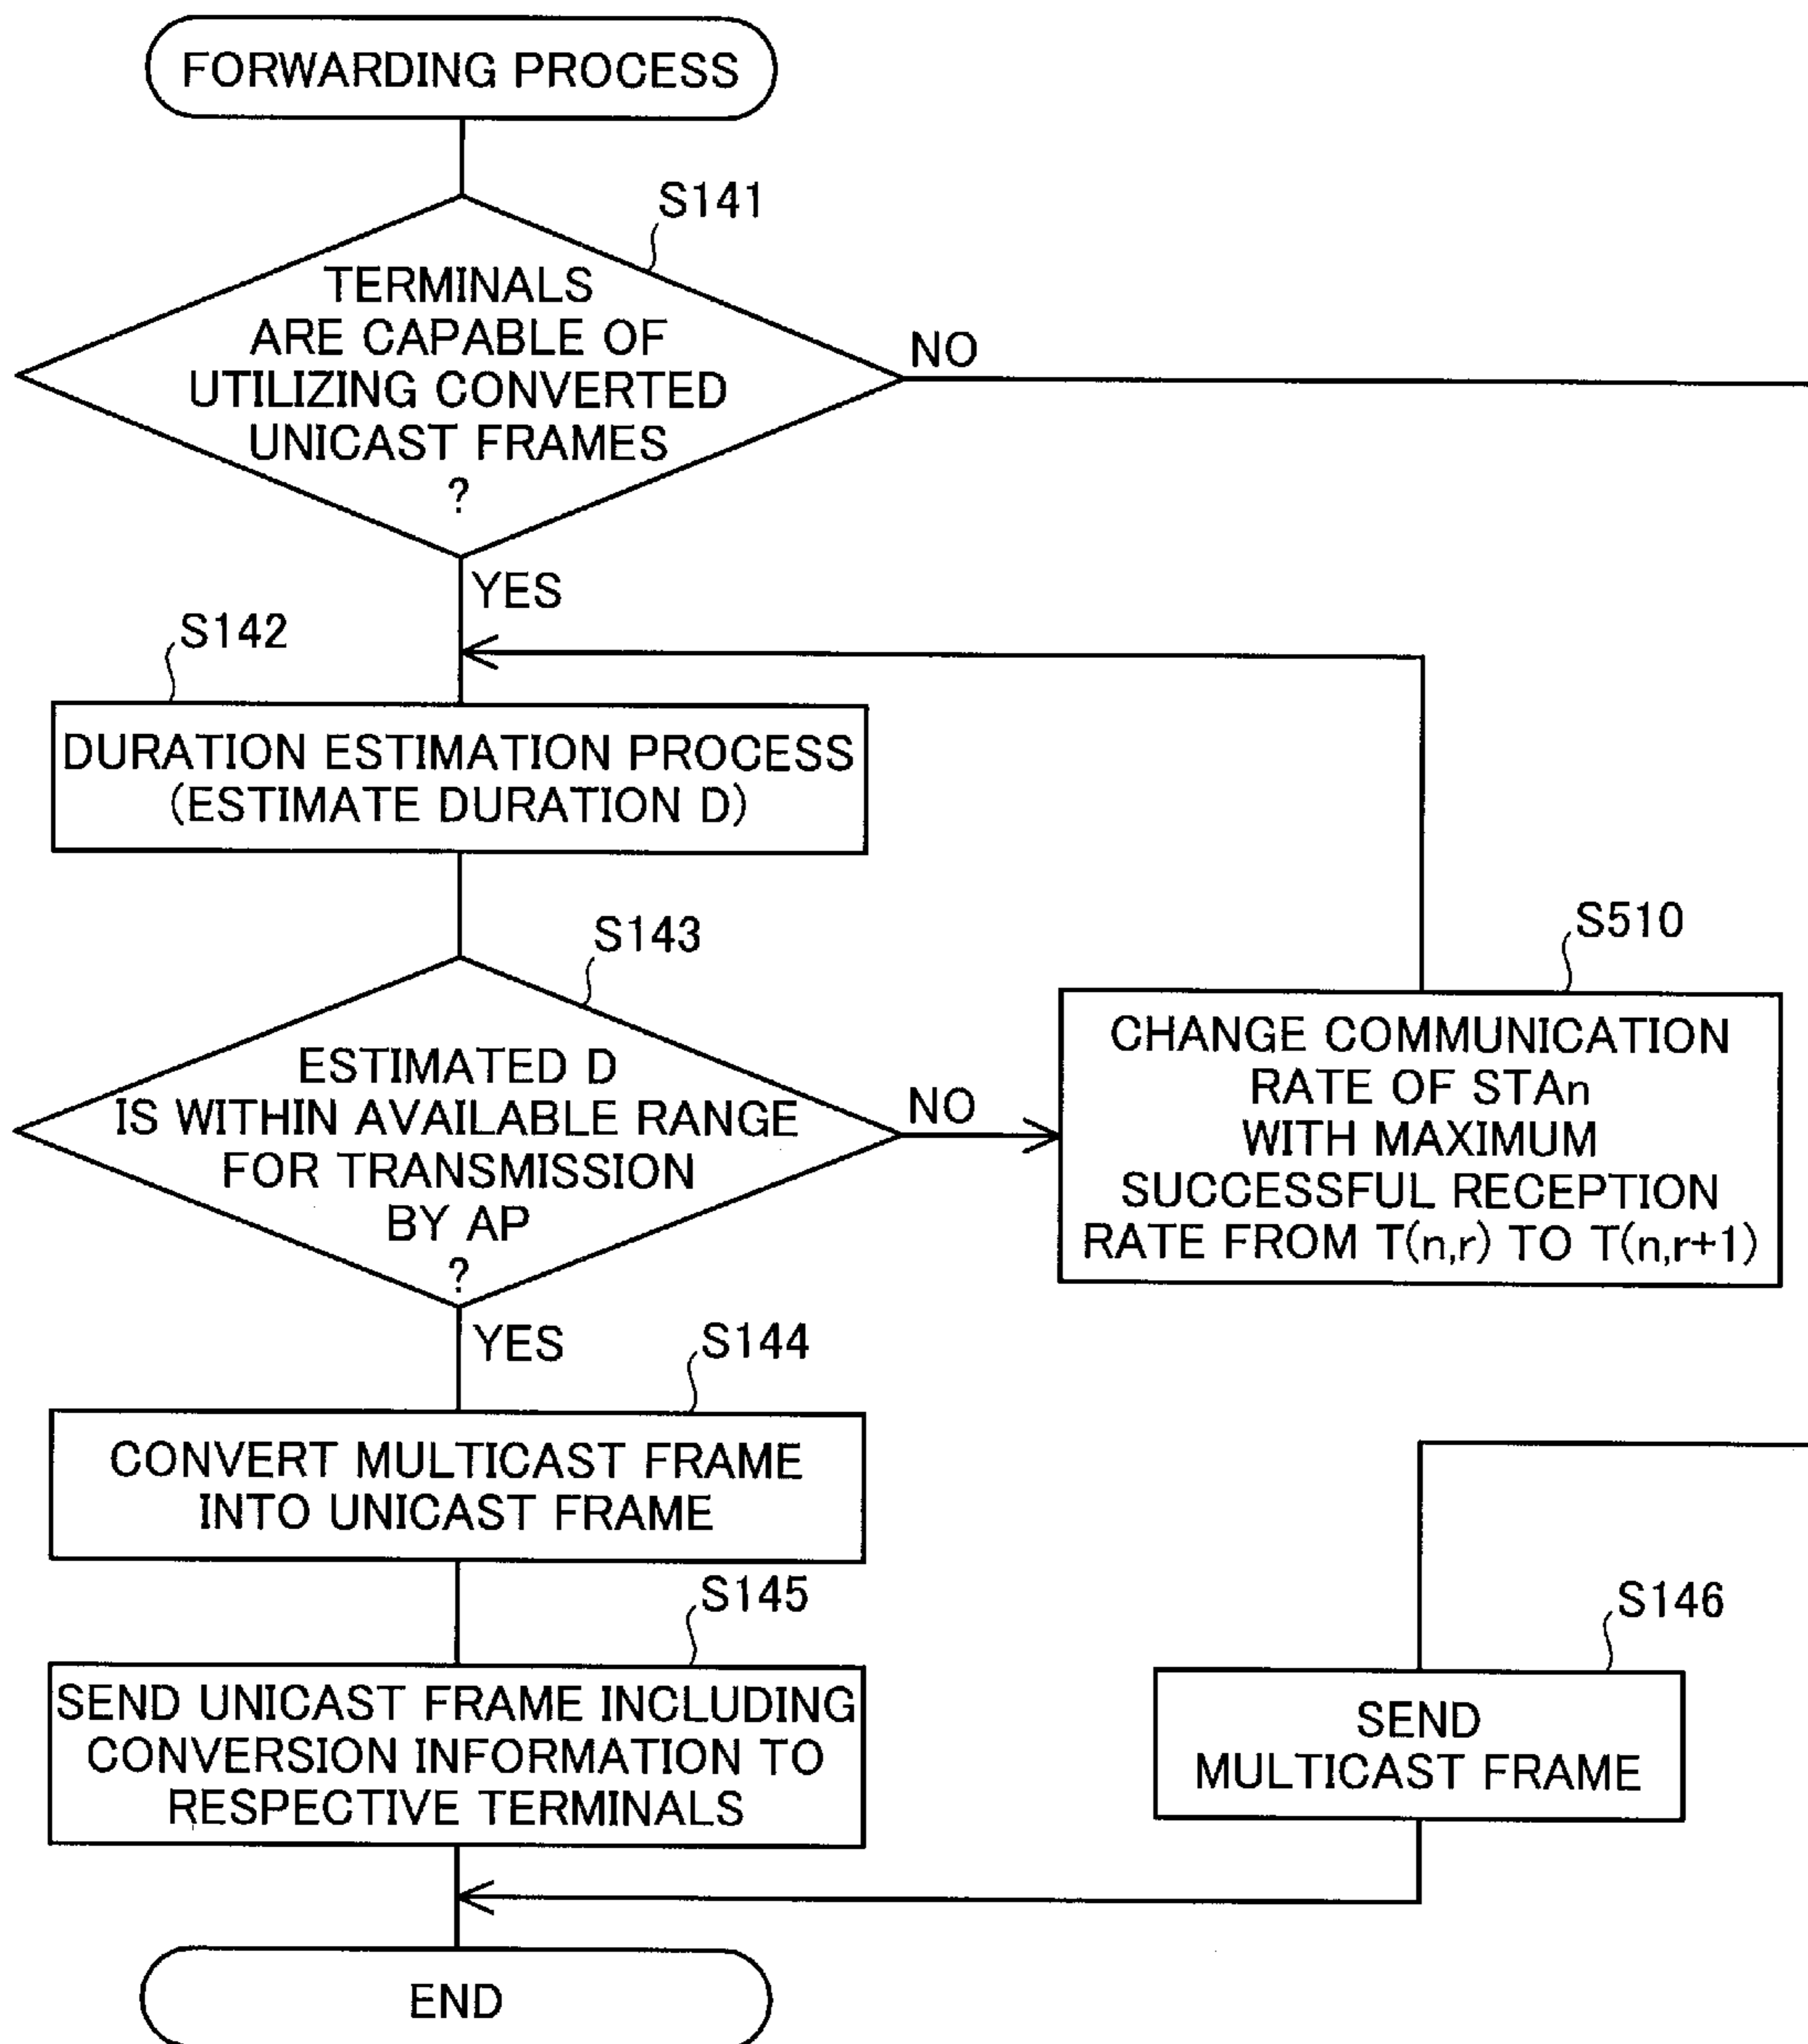 FORWARDING PROCESS
S141
TERMINALS
ARE CAPABLE OF
UTILIZING CONVERTED
UNICAST FRAMES
?
NO
YES
S142
DURATION ESTIMATION PROCESS
(ESTIMATE DURATION D)
S143
ESTIMATED D
IS WITHIN AVAILABLE RANGE
FOR TRANSMISSION
BY AP
?
NO
S510
CHANGE COMMUNICATION
RATE OF STAn
WITH MAXIMUM
SUCCESSFUL RECEPTION
RATE FROM T(n,r) TO T(n,r+1)
YES
S144
CONVERT MULTICAST FRAME
INTO UNICAST FRAME
S145
SEND UNICAST FRAME INCLUDING
CONVERSION INFORMATION TO
RESPECTIVE TERMINALS
S146
SEND
MULTICAST FRAME
END